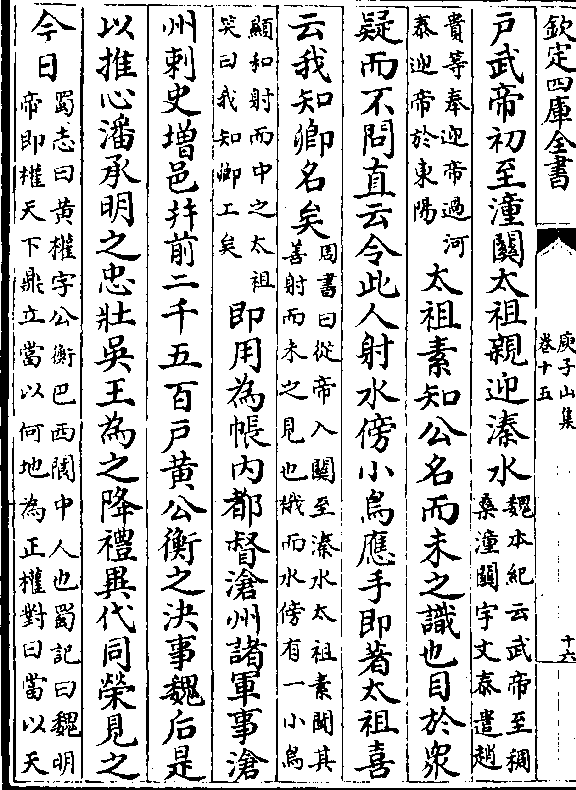 欽定四庫全書
庾子山集
卷十五
十六
户武帝初至潼關太祖親迎溱水魏本紀云武帝至稠
桑潼關宇文泰遣趙
貴等奉迎帝過河
泰迎帝於東陽太祖素知公名而未之識也目於衆
疑而不問直云令此人射水傍小鳥應手即著太祖喜
云我知卿名矣周書曰從帝入關至溱水太祖素聞其
善射而未之見也俄而水傍有一小鳥
顯和射而中之太祖
笑曰我知卿工矣即用為帳内都督滄州諸軍事滄
州刺史增邑并前二千五百户黄公衡之決事魏后是
以推心潘承明之忠壯吳王為之降禮異代同榮見之
今日蜀志曰黄權字公衡巴西閬中人也蜀記曰魏明
帝即權天下鼎立當以何地為正權對曰當以天